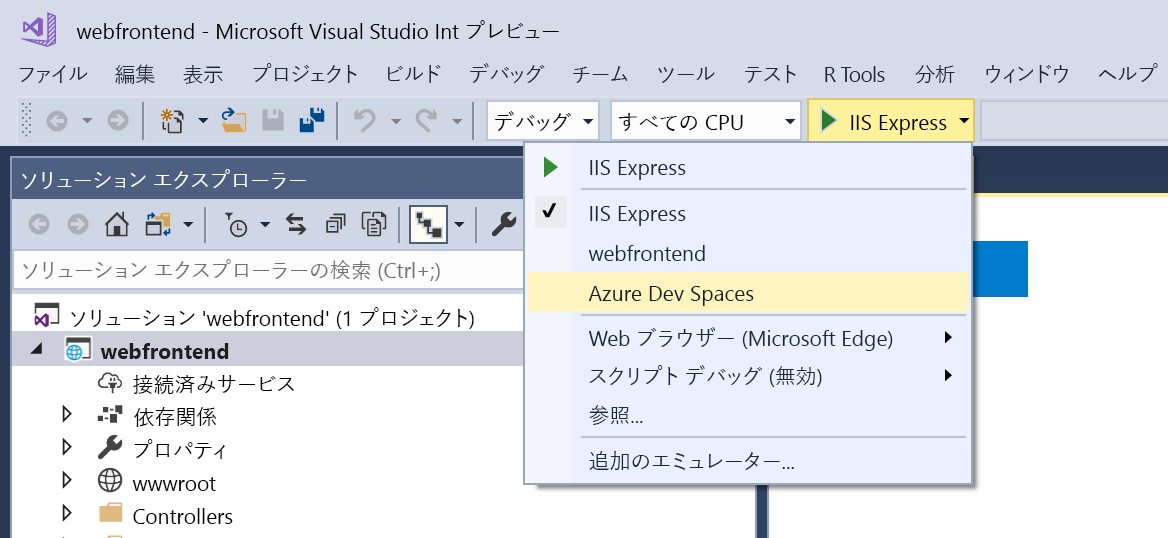 webfrontend - Microsoft Visual Studio Int プレビュー
ファイル 編集 表示 プロジェクト ビルド デバッグ チーム ツール テスト R Tools 分析 ウィンドウ ヘルプ
デバッグ すべての CPU IIS Express
ソリューション エクスプローラー
ソリューション エクスプローラーの検索 (Ctrl+;)
ソリューション 'webfrontend' (1 プロジェクト)
webfrontend
接続済みサービス
依存関係
プロパティ
wwwroot
Controllers
IIS Express
IIS Express
webfrontend
Azure Dev Spaces
Web ブラウザー (Microsoft Edge)
スクリプト デバッグ (無効)
参照...
追加のエミュレーター...